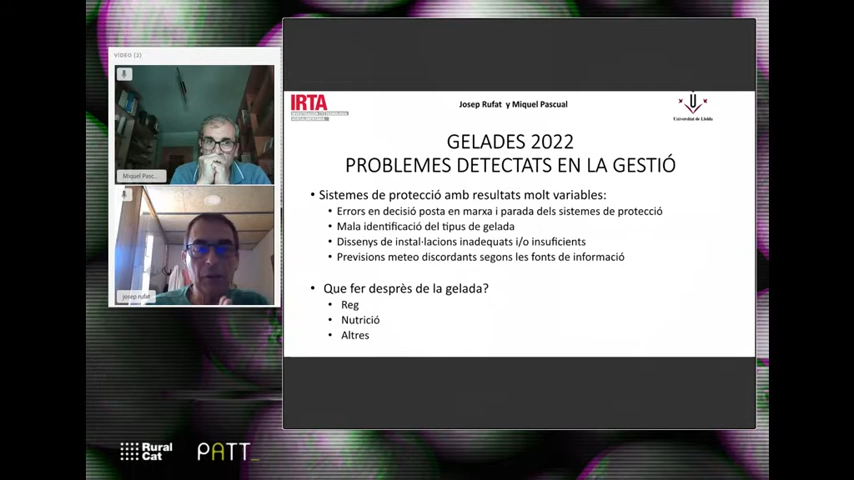 VÍDEO (2)
Miquel Pasc...
josep rufat
IRTA
Josep Rufat y Miquel Pascual
Universitat de Lleida
GELADES 2022
PROBLEMES DETECTATS EN LA GESTIÓ
• Sistemes de protecció amb resultats molt variables:
• Errors en decisió posta en marxa i parada dels sistemes de protecció
• Mala identificació del tipus de gelada
• Dissenys de instal·lacions inadequats i/o insuficients
• Previsions meteo discordants segons les fonts de informació
• Que fer desprès de la gelada?
• Reg
• Nutrició
• Altres
Rural
Cat
PATT_